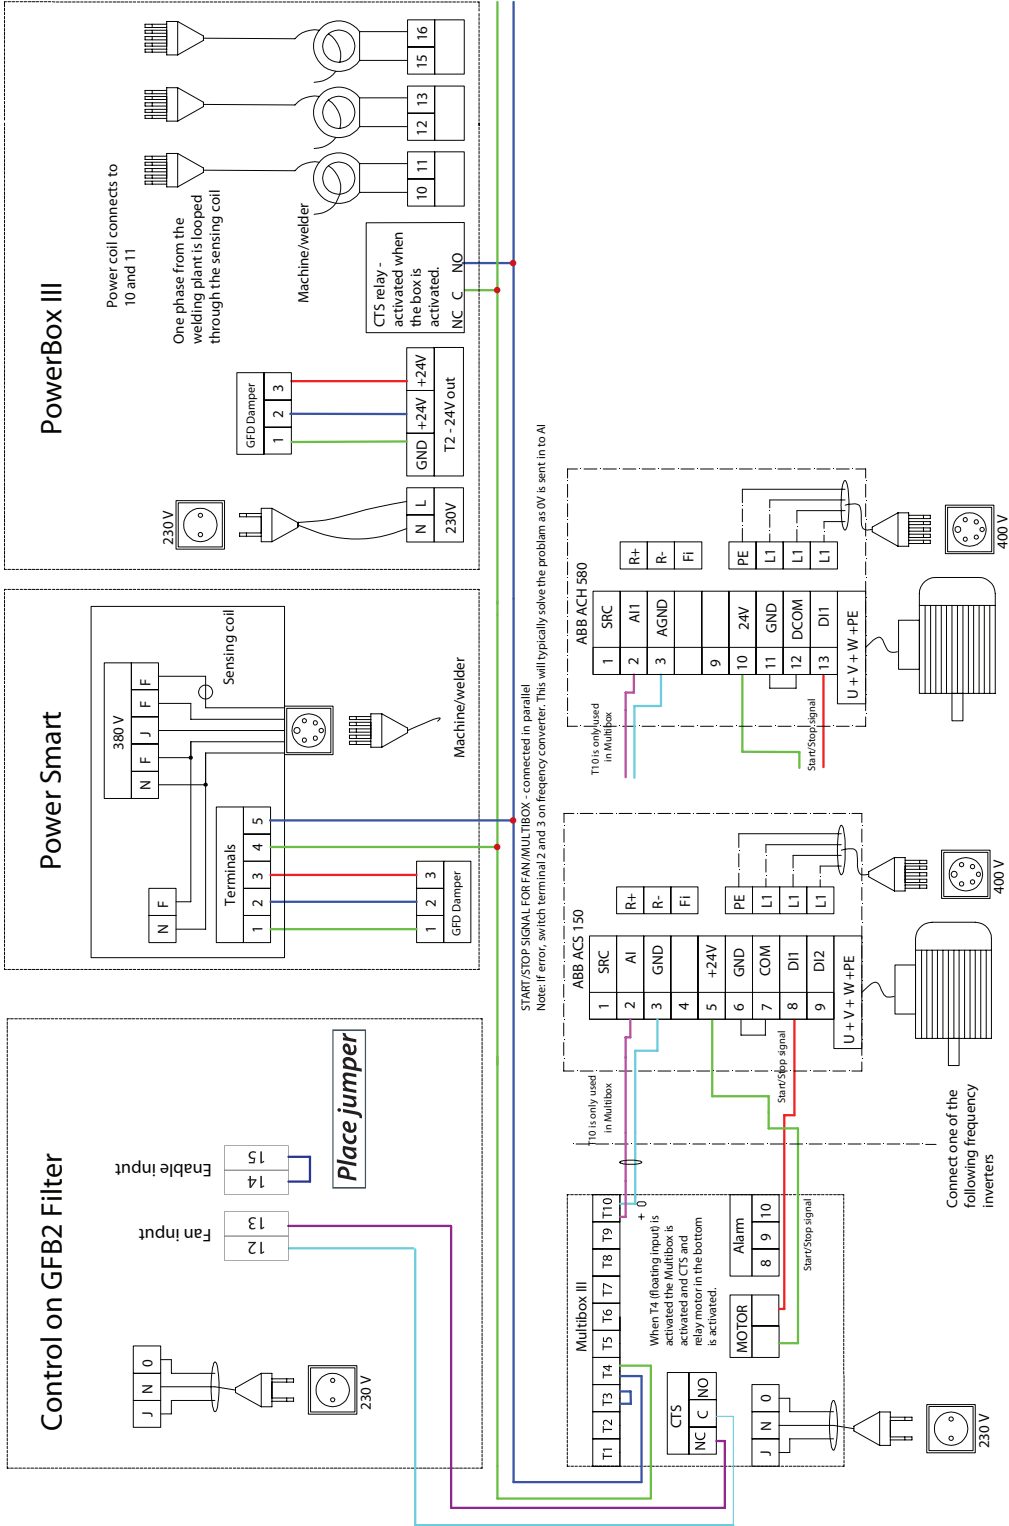 Control on GFB2 Filter
J N 0
230 V
Fan input
12 13
Enable input
14 15
Place jumper
Power Smart
380 V
N F J F F
Sensing coil
N F
Terminals
1 2 3 4 5
1 2 3
GFD Damper
Machine/welder
PowerBox III
230 V
N L
230V
GFD Damper
1 2 3
GND +24V +24V
T2 - 24V out
Power coil connects to
10 and 11
One phase from the
welding plant is looped
through the sensing coil
Machine/welder
CTS relay -
activated when
the box is
activated.
NC C NO
10 11
12 13
15 16
START/STOP SIGNAL FOR FAN/MULTIBOX - connected in parallel
Note: If error, switch terminal 2 and 3 on freqency converter. This will typically solve the problam as 0V is sent in to AI
Multibox III
T1 T2 T3 T4 T5 T6 T7 T8 T9 T10
+ 0
When T4 (floating input) is
activated the Multibox is
activated and CTS and
relay motor in the bottom
is activated.
CTS
NC C NO
MOTOR
Alarm
8 9 10
J N 0
230 V
Start/Stop signal
Connect one of the
following frequency
inverters
T10 is only used
in Multibox
Start/Stop signal
ABB ACS 150
1 SRC
2 AI
3 GND
4
5 +24V
6 GND
7 COM
8 DI1
9 DI2
U + V + W +PE
R+
R-
Fi
PE
L1
L1
L1
400 V
T10 is only used
in Multibox
Start/Stop signal
ABB ACH 580
1 SRC
2 AI1
3 AGND
9
10 24V
11 GND
12 DCOM
13 DI1
U + V + W +PE
R+
R-
Fi
PE
L1
L1
L1
400 V